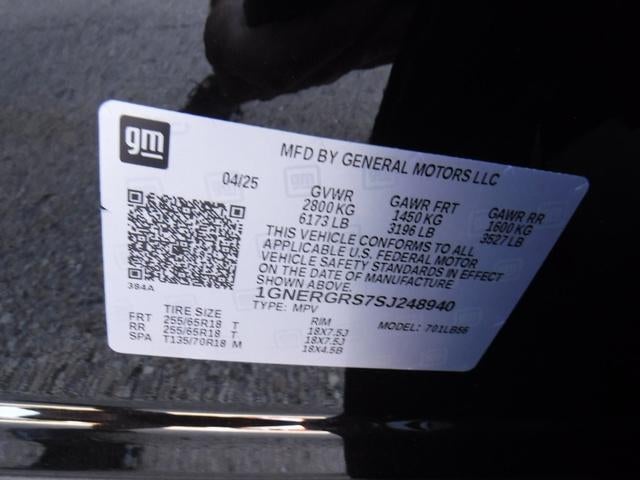 gm
MFD BY GENERAL MOTORS LLC
04/25
GVWR GAWR FRT GAWR RR
2800 KG 1450 KG 1600 KG
6173 LB 3196 LB 3527 LB
THIS VEHICLE CONFORMS TO ALL
APPLICABLE U.S. FEDERAL MOTOR
VEHICLE SAFETY STANDARDS IN EFFECT
ON THE DATE OF MANUFACTURE
SHOWN ABOVE.
384A
1GNERGRS7SJ248940
TYPE: MPV
MODEL: 701LB56
TIRE SIZE RIM
FRT 255/65R18 T 18X7.5J
RR 255/65R18 T 18X7.5J
SPA T135/70R18 M 18X4.5B